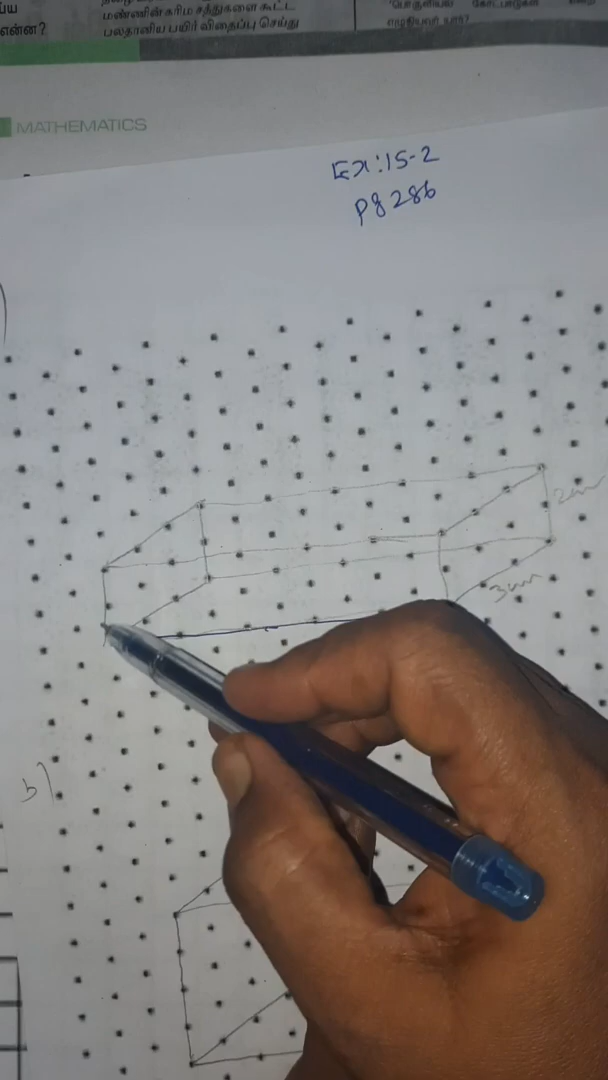 என்ன?
மண்ணின் கரிம சத்துகளை கூட்ட
பலதானிய பயிர் விதைப்பு செய்து
MATHEMATICS
Ex:15-2
Pg 286
2cm
3cm
b)